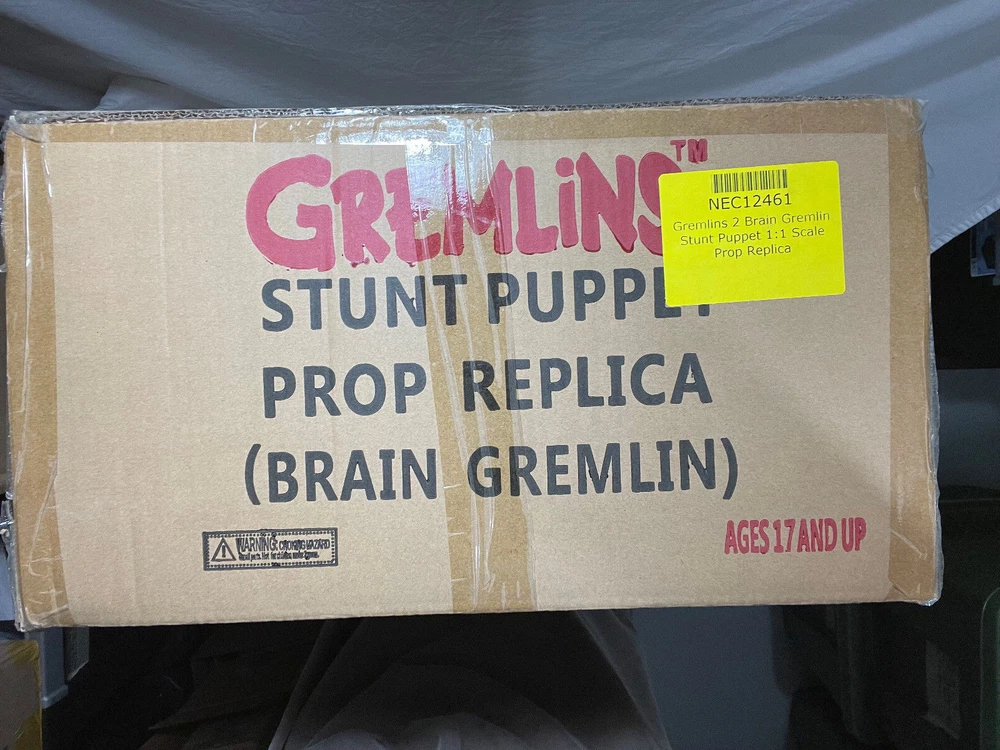 GREMLiNS™
NEC12461
Gremlins 2 Brain Gremlin
Stunt Puppet 1:1 Scale
Prop Replica
STUNT PUPPET
PROP REPLICA
(BRAIN GREMLIN)
WARNING: CHOKING HAZARD
AGES 17 AND UP